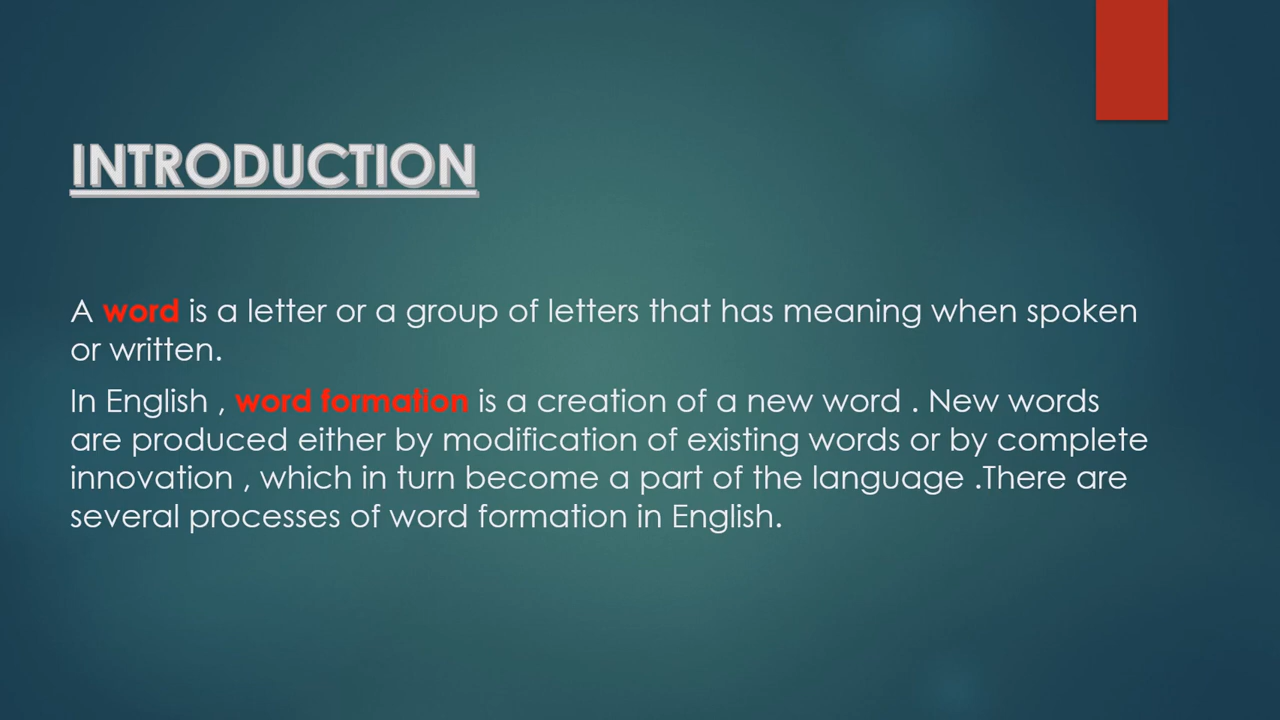 INTRODUCTION
A word is a letter or a group of letters that has meaning when spoken
or written.
In English , word formation is a creation of a new word . New words
are produced either by modification of existing words or by complete
innovation , which in turn become a part of the language .There are
several processes of word formation in English.